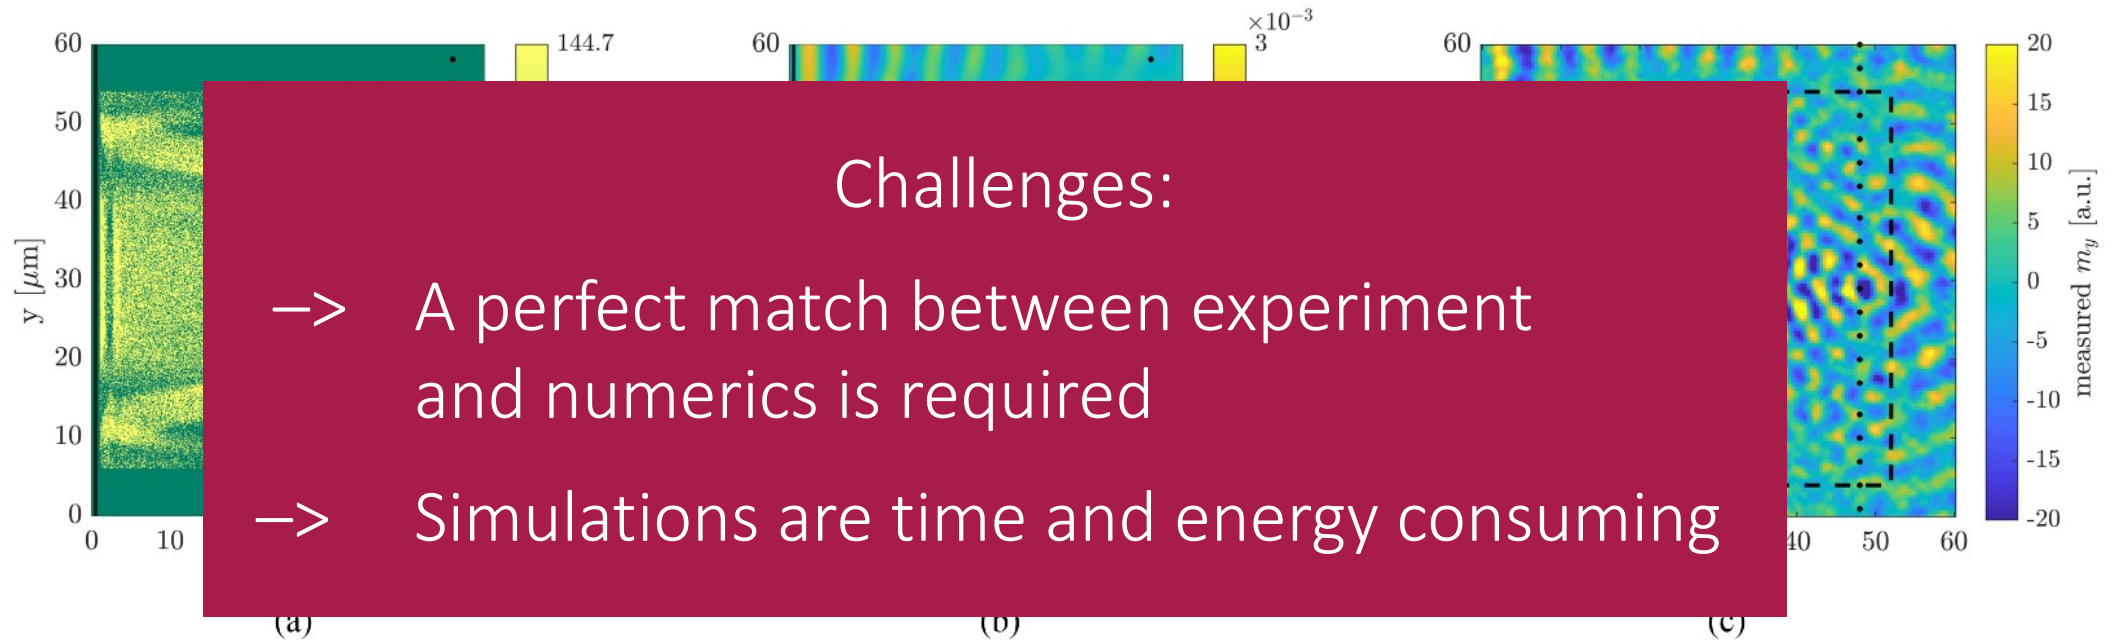 ×10⁻³
60
144.7
60
3
60
20
50
15
40
10
y [μm]
30
5
measured m_y [a.u.]
0
20
-5
10
-10
-15
0
-20
0
10
40
50
60
Challenges:
–> A perfect match between experiment
and numerics is required
–> Simulations are time and energy consuming
(a)
(b)
(c)